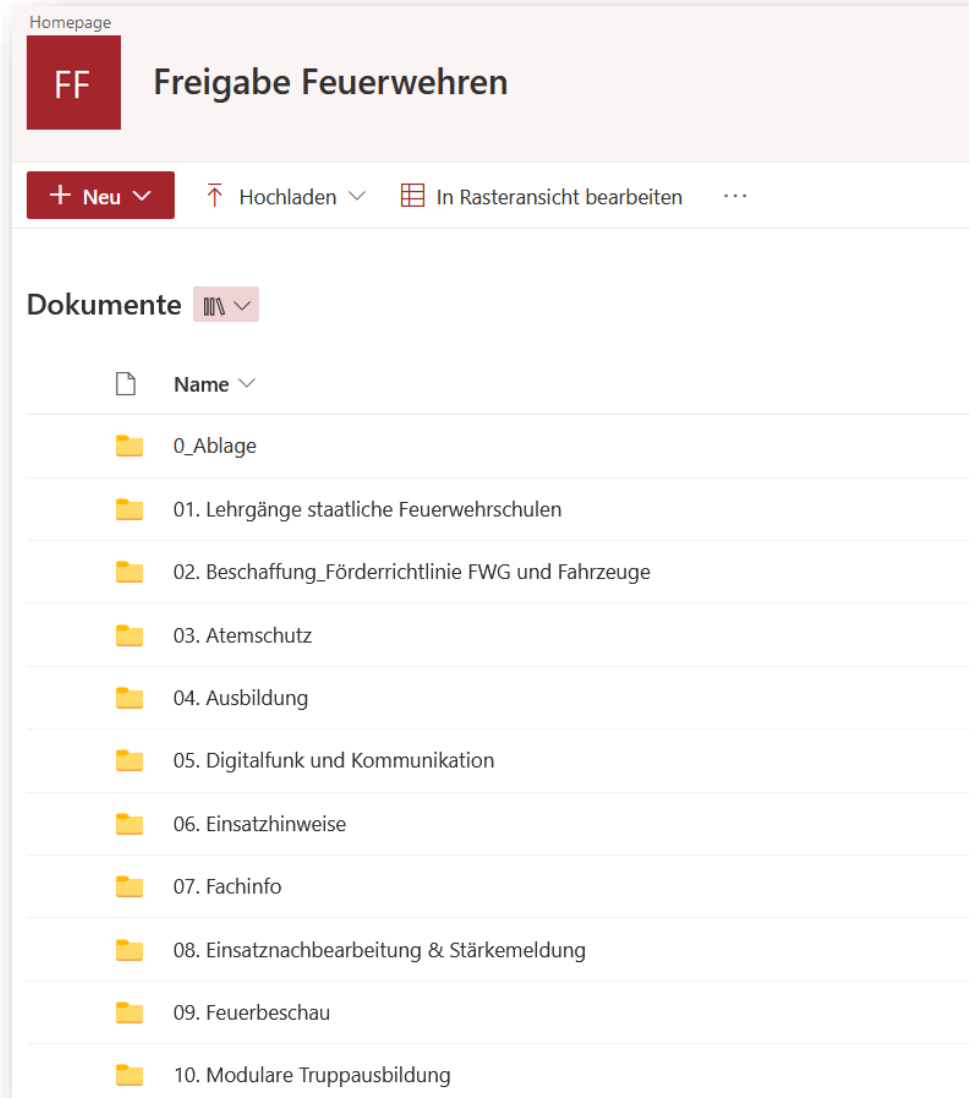 Homepage
FF
Freigabe Feuerwehren
Neu
Hochladen
In Rasteransicht bearbeiten
...
Dokumente
Name
0_Ablage
01. Lehrgänge staatliche Feuerwehrschulen
02. Beschaffung_Förderrichtlinie FWG und Fahrzeuge
03. Atemschutz
04. Ausbildung
05. Digitalfunk und Kommunikation
06. Einsatzhinweise
07. Fachinfo
08. Einsatznachbearbeitung & Stärkemeldung
09. Feuerbeschau
10. Modulare Truppausbildung